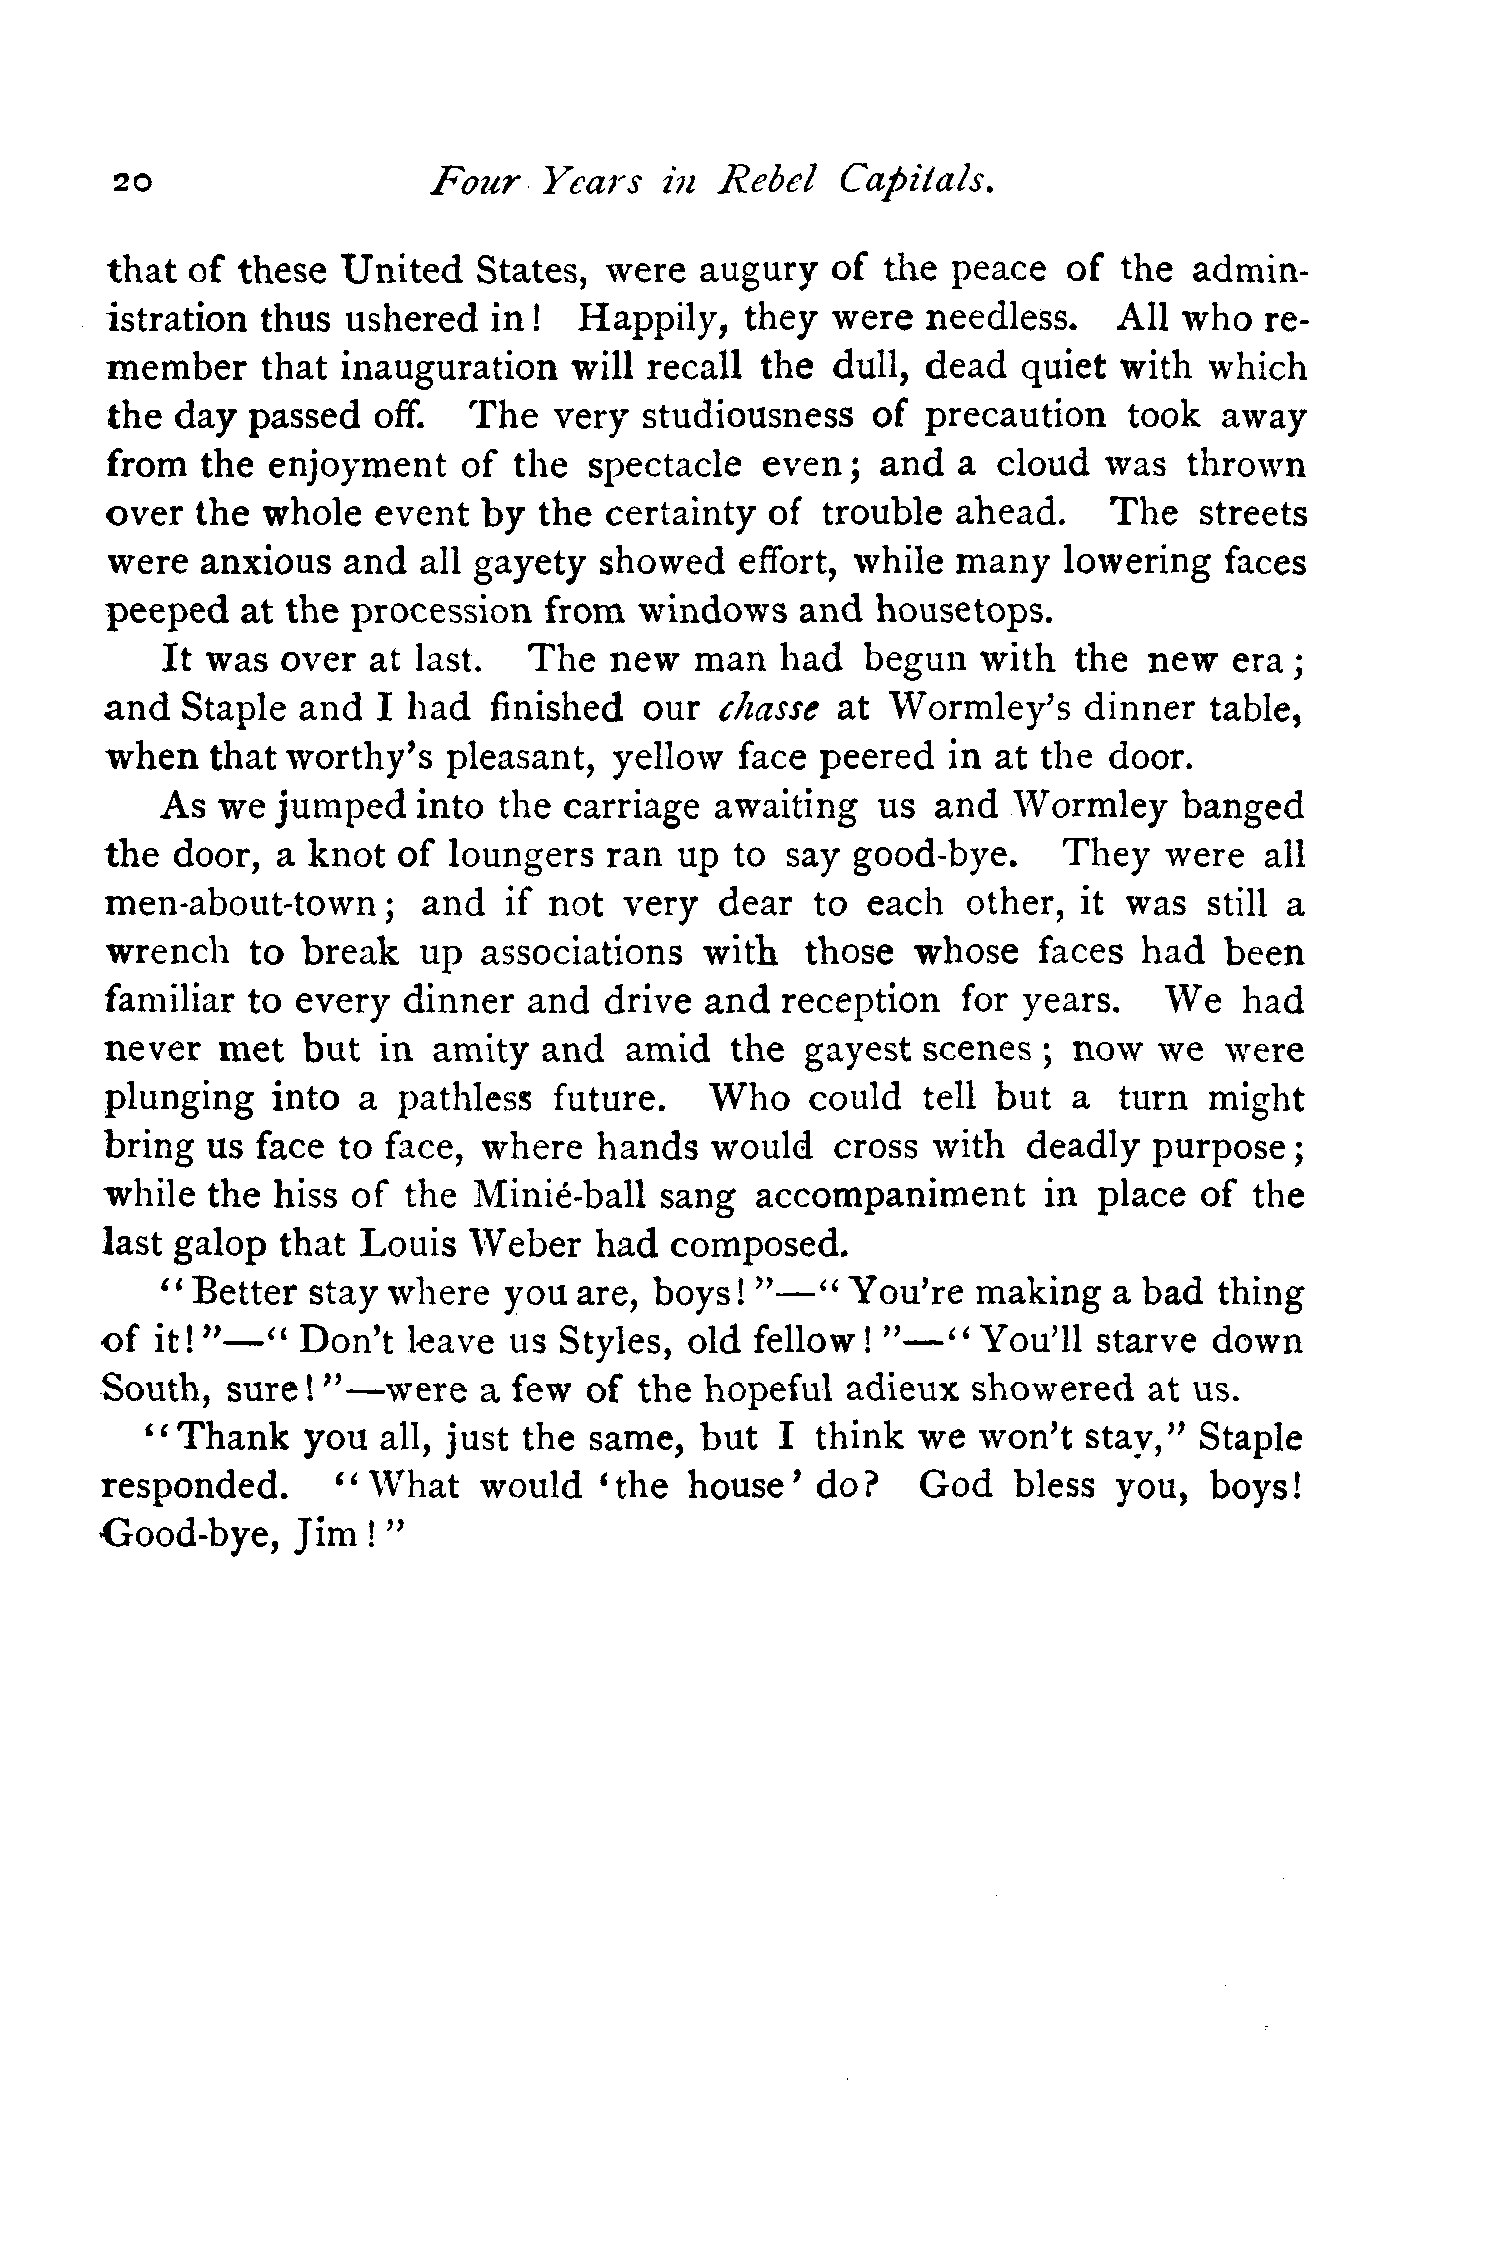 20 Four Years in Rebel Capitals.
that of these United States, were augury of the peace of the admin-
istration thus ushered in! Happily, they were needless. All who re-
member that inauguration will recall the dull, dead quiet with which
the day passed off. The very studiousness of precaution took away
from the enjoyment of the spectacle even; and a cloud was thrown
over the whole event by the certainty of trouble ahead. The streets
were anxious and all gayety showed effort, while many lowering faces
peeped at the procession from windows and housetops.
It was over at last. The new man had begun with the new era;
and Staple and I had finished our chasse at Wormley's dinner table,
when that worthy's pleasant, yellow face peered in at the door.
As we jumped into the carriage awaiting us and Wormley banged
the door, a knot of loungers ran up to say good-bye. They were all
men-about-town; and if not very dear to each other, it was still a
wrench to break up associations with those whose faces had been
familiar to every dinner and drive and reception for years. We had
never met but in amity and amid the gayest scenes; now we were
plunging into a pathless future. Who could tell but a turn might
bring us face to face, where hands would cross with deadly purpose;
while the hiss of the Minié-ball sang accompaniment in place of the
last galop that Louis Weber had composed.
"Better stay where you are, boys!"—"You're making a bad thing
of it!"—"Don't leave us Styles, old fellow!"—"You'll starve down
South, sure!"—were a few of the hopeful adieux showered at us.
"Thank you all, just the same, but I think we won't stay," Staple
responded. "What would 'the house' do? God bless you, boys!
Good-bye, Jim!"